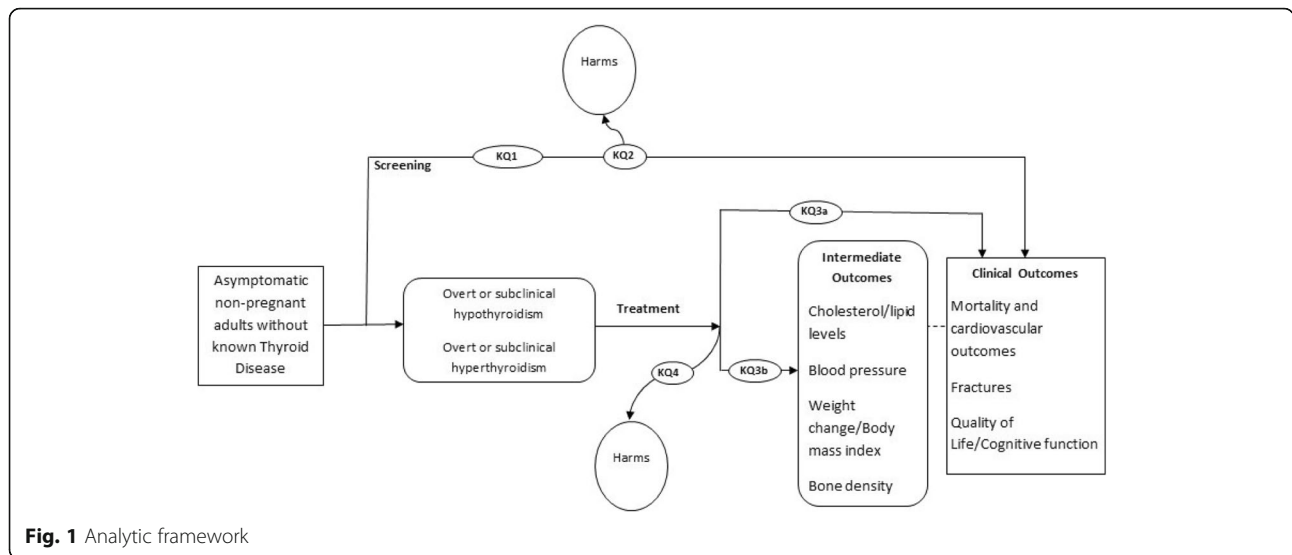 Harms
KQ1
KQ2
Screening
KQ3a
Asymptomatic
non-pregnant
adults without
known Thyroid
Disease
Overt or subclinical
hypothyroidism
Overt or subclinical
hyperthyroidism
Treatment
KQ4
Harms
KQ3b
Intermediate
Outcomes
Cholesterol/lipid
levels
Blood pressure
Weight
change/Body
mass index
Bone density
Clinical Outcomes
Mortality and
cardiovascular
outcomes
Fractures
Quality of
Life/Cognitive function
Fig. 1 Analytic framework